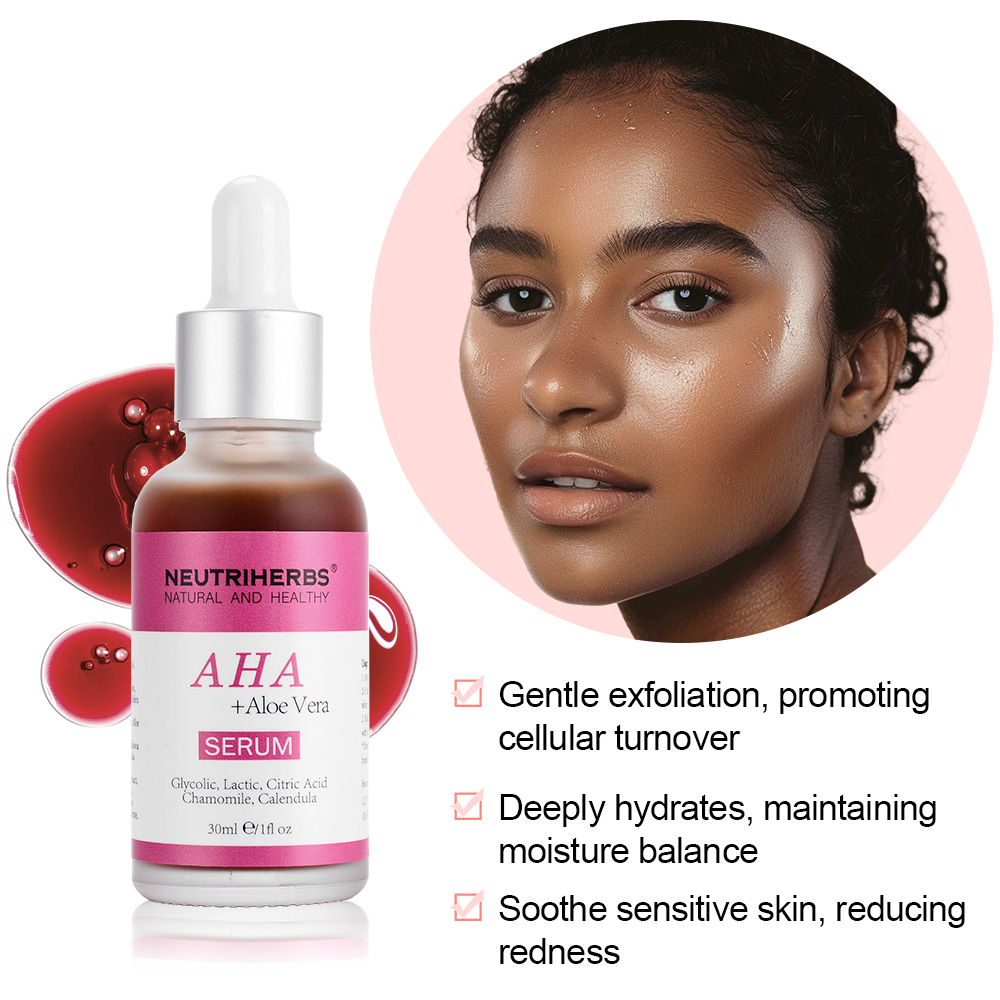 NEUTRIHERBS®
NATURAL AND HEALTHY
AHA
+Aloe Vera
SERUM
Glycolic, Lactic, Citric Acid
Chamomile, Calendula
30ml ℮/1fl oz
Gentle exfoliation, promoting
cellular turnover
Deeply hydrates, maintaining
moisture balance
Soothe sensitive skin, reducing
redness